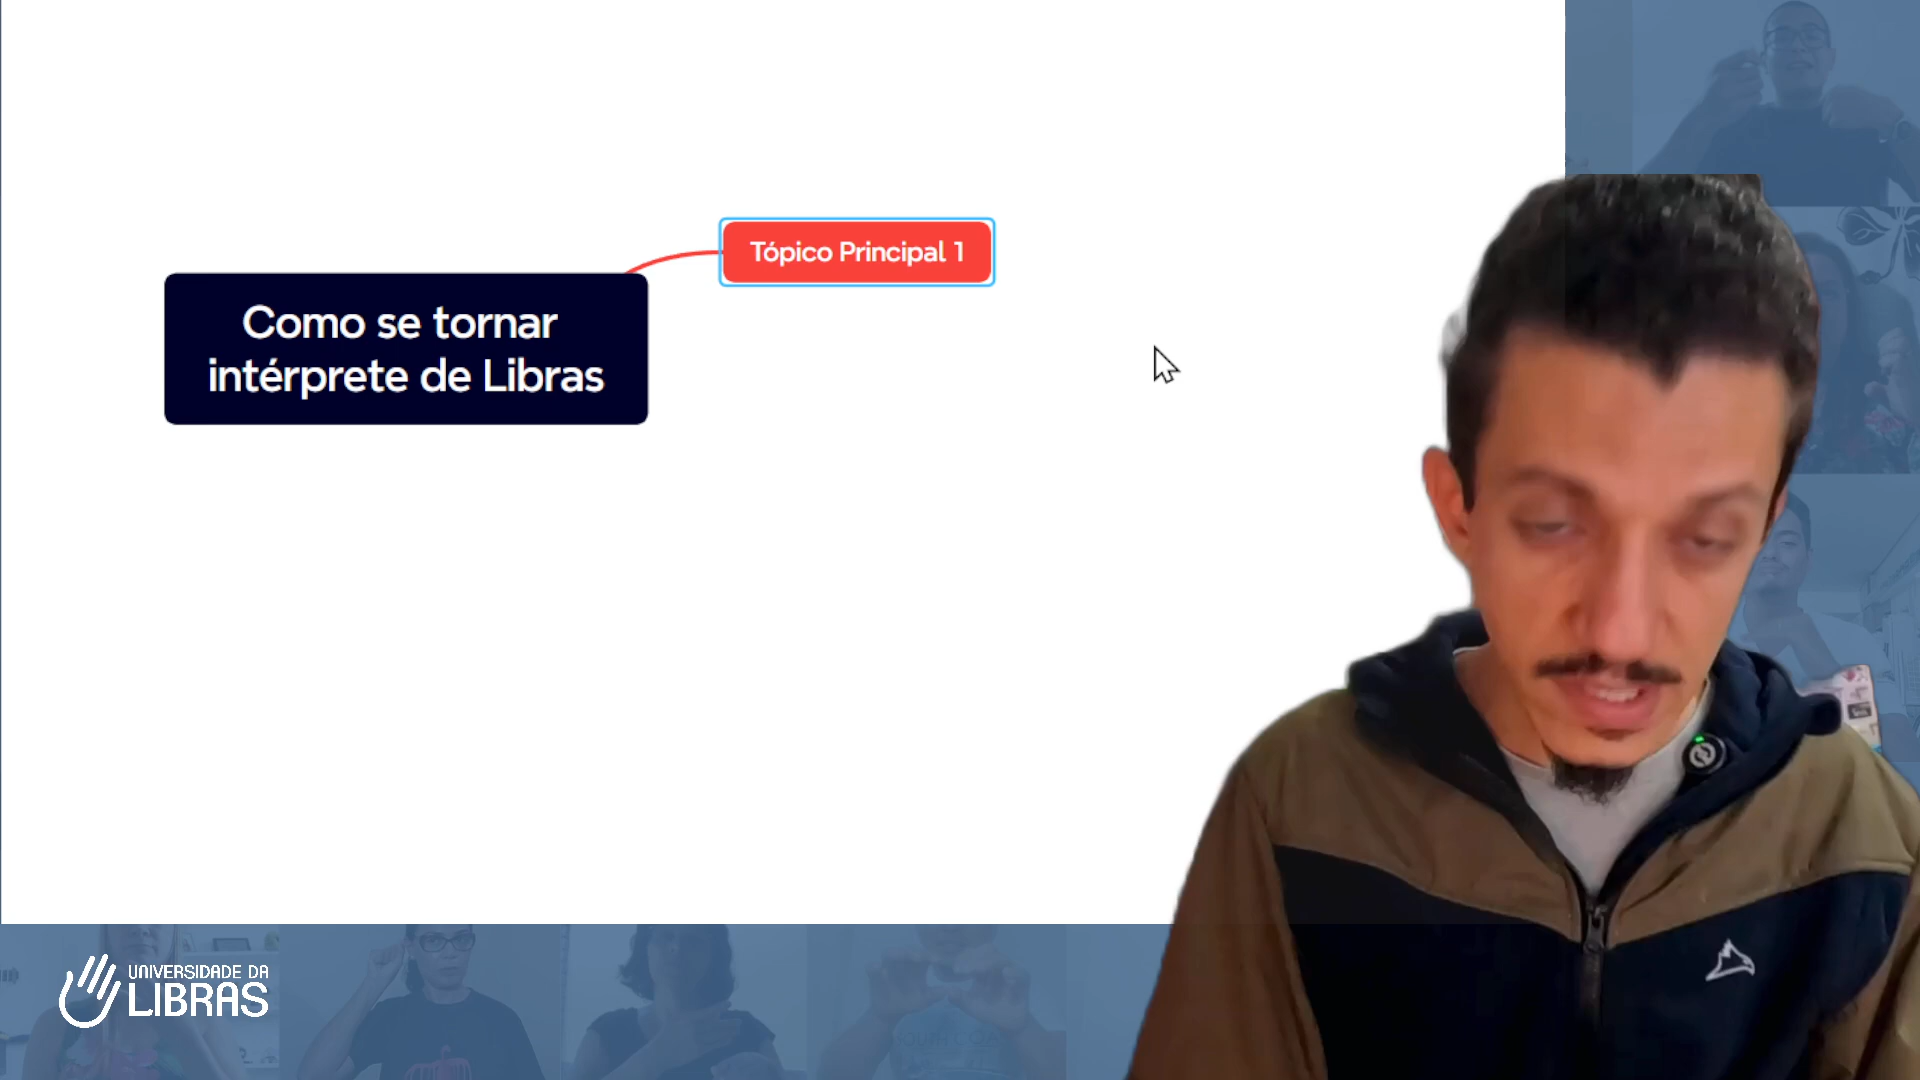 Tópico Principal 1
Como se tornar
intérprete de Libras
UNIVERSIDADE DA
LIBRAS